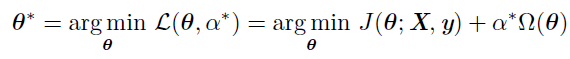 θ* = arg min_θ ℒ(θ, α*) = arg min_θ J(θ; X, y) + α*Ω(θ)